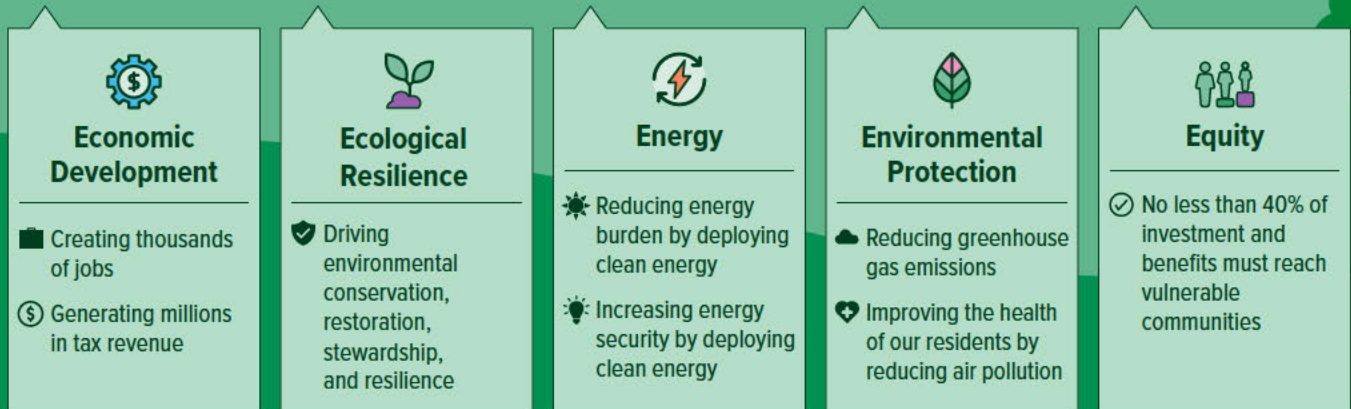 Economic
Development
Creating thousands
of jobs
Generating millions
in tax revenue
Ecological
Resilience
Driving
environmental
conservation,
restoration,
stewardship,
and resilience
Energy
Reducing energy
burden by deploying
clean energy
Increasing energy
security by deploying
clean energy
Environmental
Protection
Reducing greenhouse
gas emissions
Improving the health
of our residents by
reducing air pollution
Equity
No less than 40% of
investment and
benefits must reach
vulnerable
communities